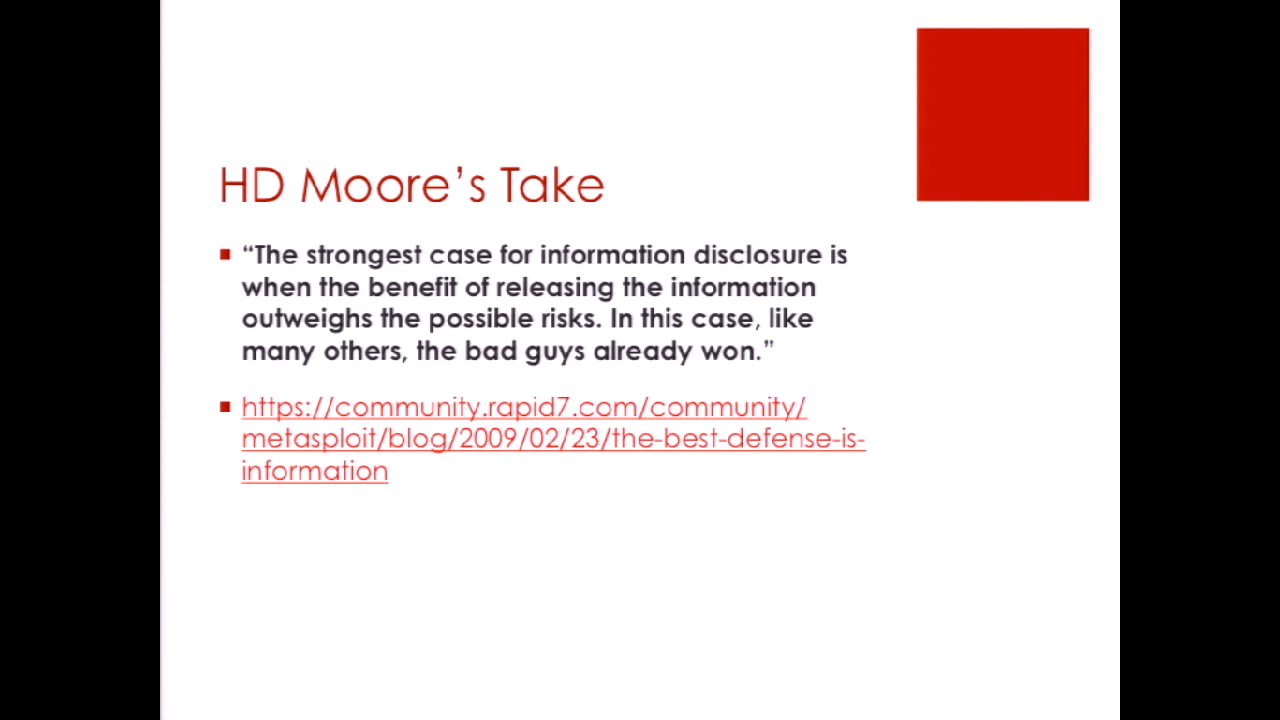 HD Moore’s Take
“The strongest case for information disclosure is
when the benefit of releasing the information
outweighs the possible risks. In this case, like
many others, the bad guys already won.”
https://community.rapid7.com/community/
metasploit/blog/2009/02/23/the-best-defense-is-
information